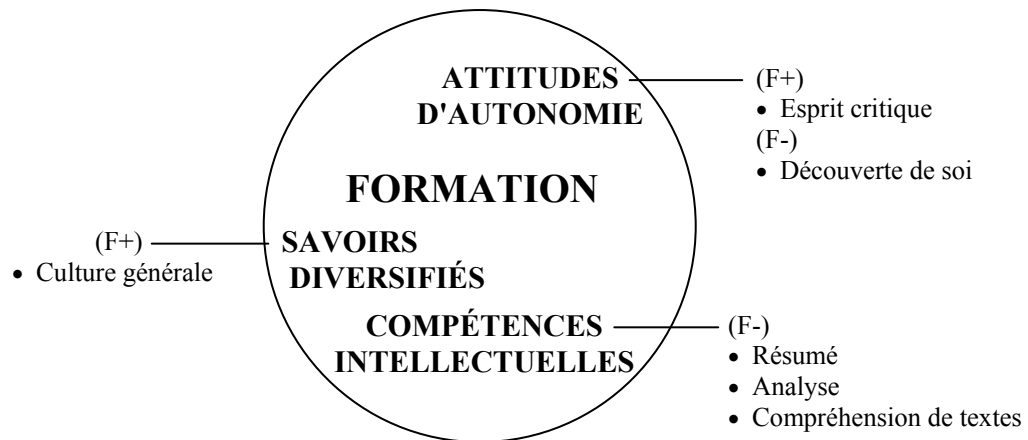 ATTITUDES
D'AUTONOMIE
(F+)
• Esprit critique
(F-)
• Découverte de soi
FORMATION
(F+)
• Culture générale
SAVOIRS
DIVERSIFIÉS
COMPÉTENCES
INTELLECTUELLES
(F-)
• Résumé
• Analyse
• Compréhension de textes